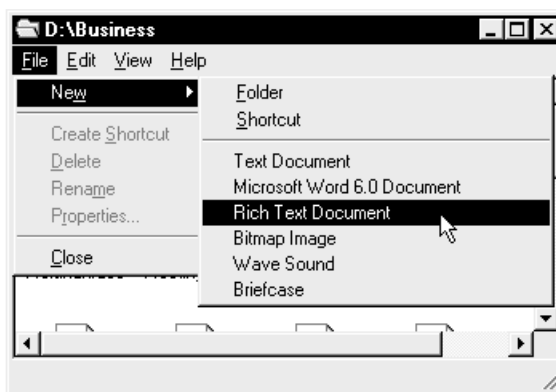 D:\Business
File Edit View Help
New
Create Shortcut
Delete
Rename
Properties...
Close
Folder
Shortcut
Text Document
Microsoft Word 6.0 Document
Rich Text Document
Bitmap Image
Wave Sound
Briefcase